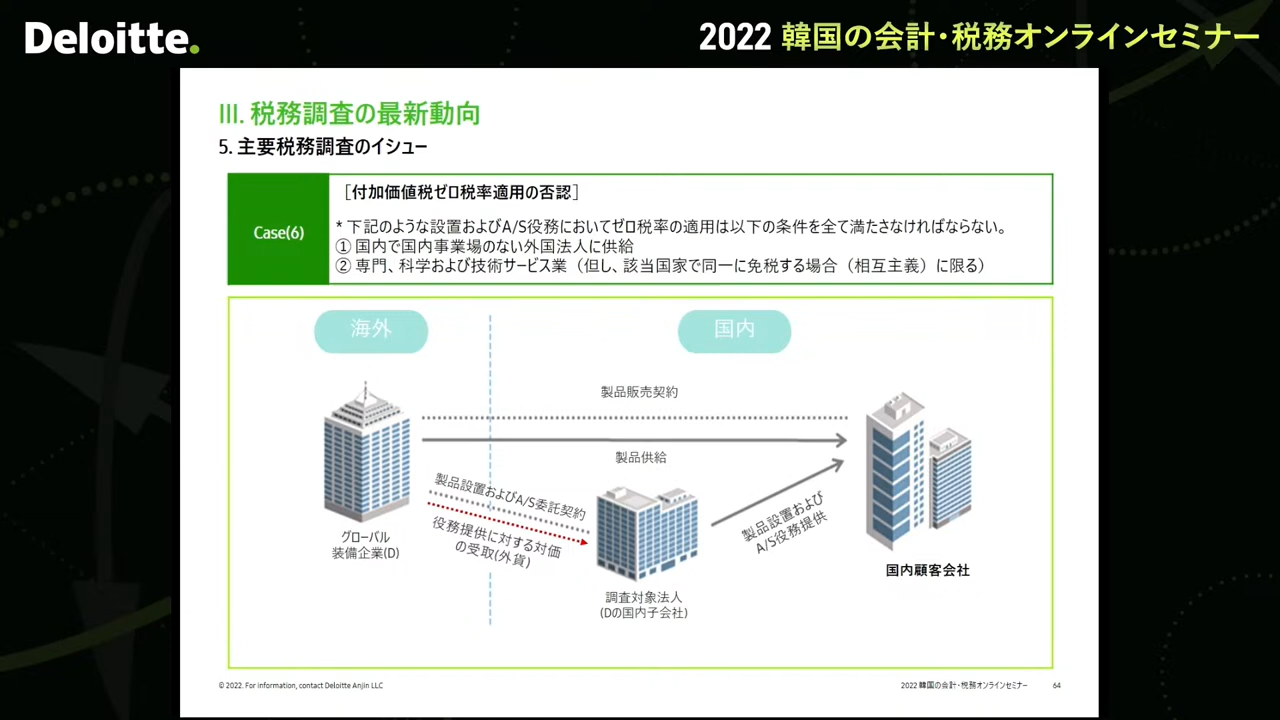 Deloitte.
2022 韓国の会計・税務オンラインセミナー
III. 税務調査の最新動向
5. 主要税務調査のイシュー
Case(6)
［付加価値税ゼロ税率適用の否認］
* 下記のような設置およびA/S役務においてゼロ税率の適用は以下の条件を全て満たさなければならない。
① 国内で国内事業場のない外国法人に供給
② 専門、科学および技術サービス業（但し、該当国家で同一に免税する場合（相互主義）に限る）
海外
国内
製品販売契約
製品供給
製品設置およびA/S委託契約
役務提供に対する対価
の受取(外貨)
製品設置および
A/S役務提供
グローバル
装備企業(D)
調査対象法人
(Dの国内子会社)
国内顧客会社
© 2022. For information, contact Deloitte Anjin LLC
2022 韓国の会計・税務オンラインセミナー
64